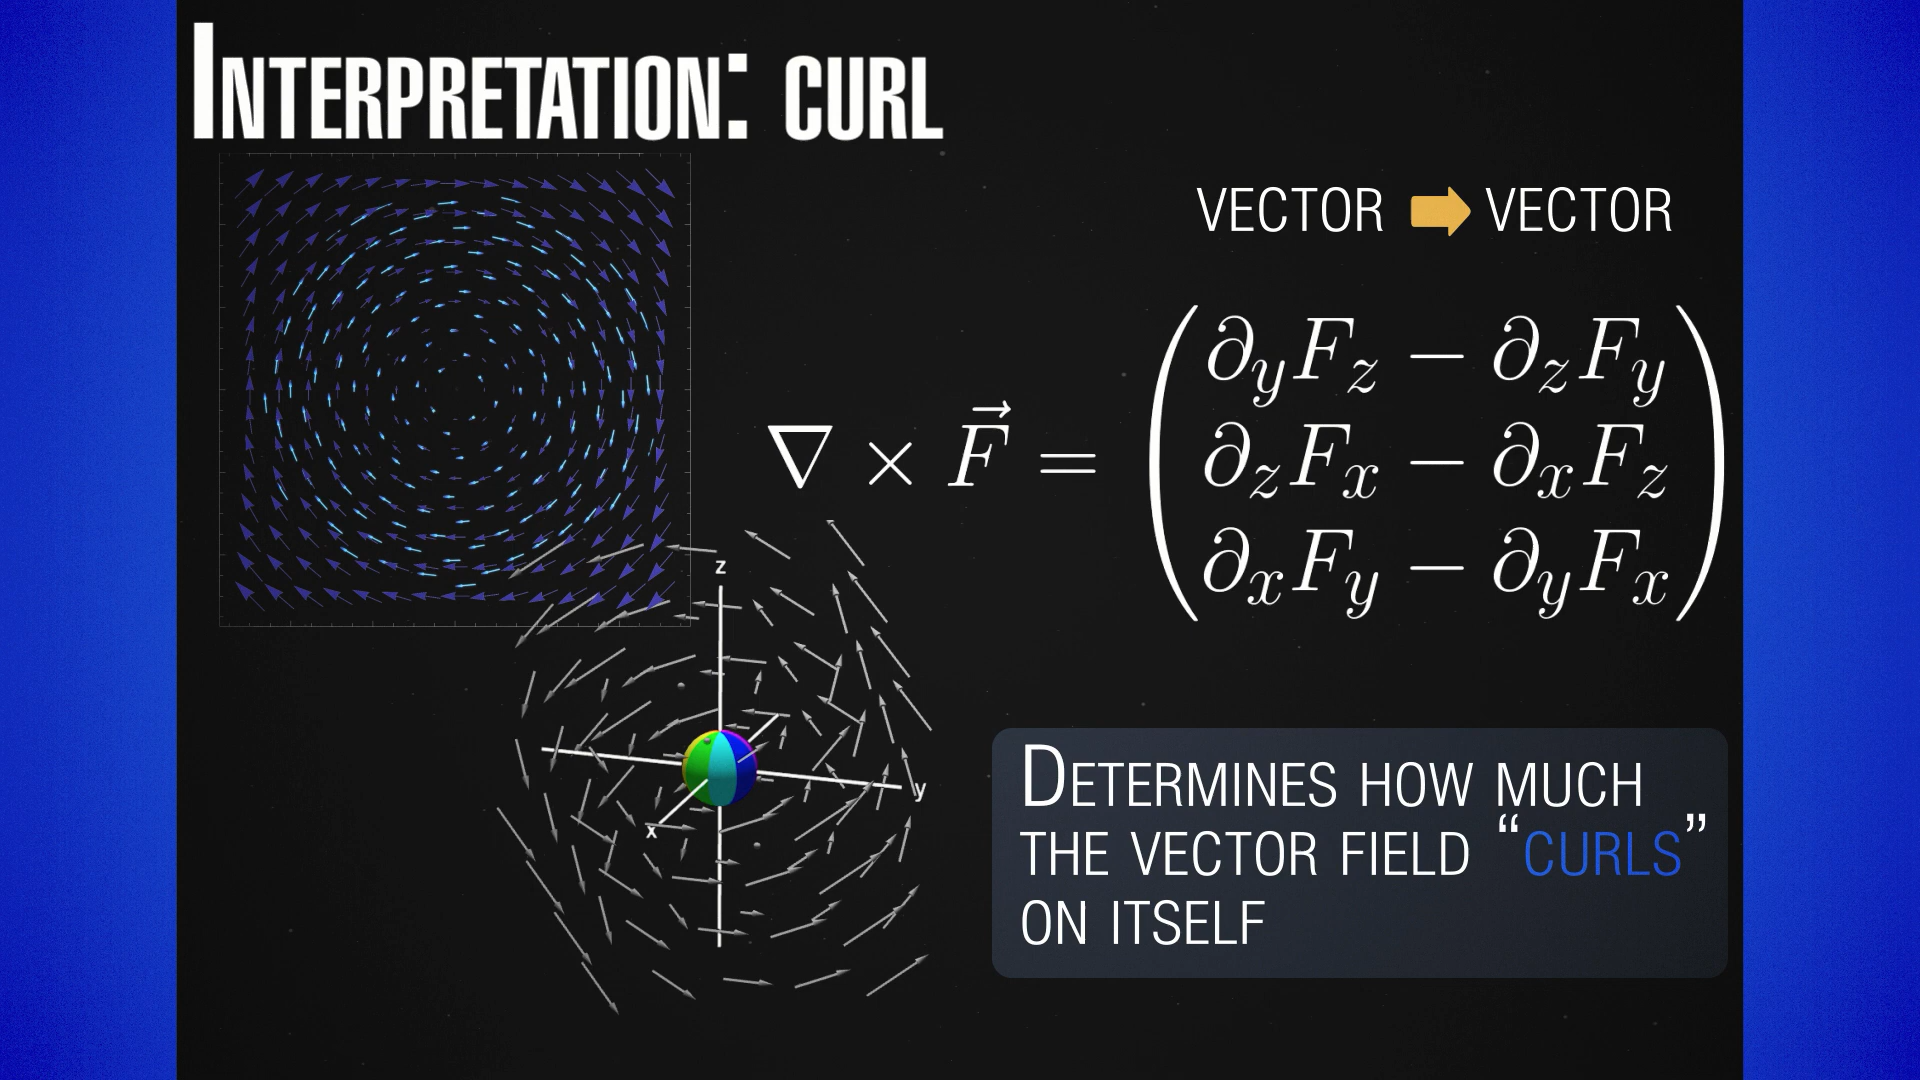 INTERPRETATION: CURL
VECTOR ➡ VECTOR
∇ × F⃗ = 
∂yFz − ∂zFy
∂zFx − ∂xFz
∂xFy − ∂yFx
z
y
x
DETERMINES HOW MUCH
THE VECTOR FIELD “CURLS”
ON ITSELF